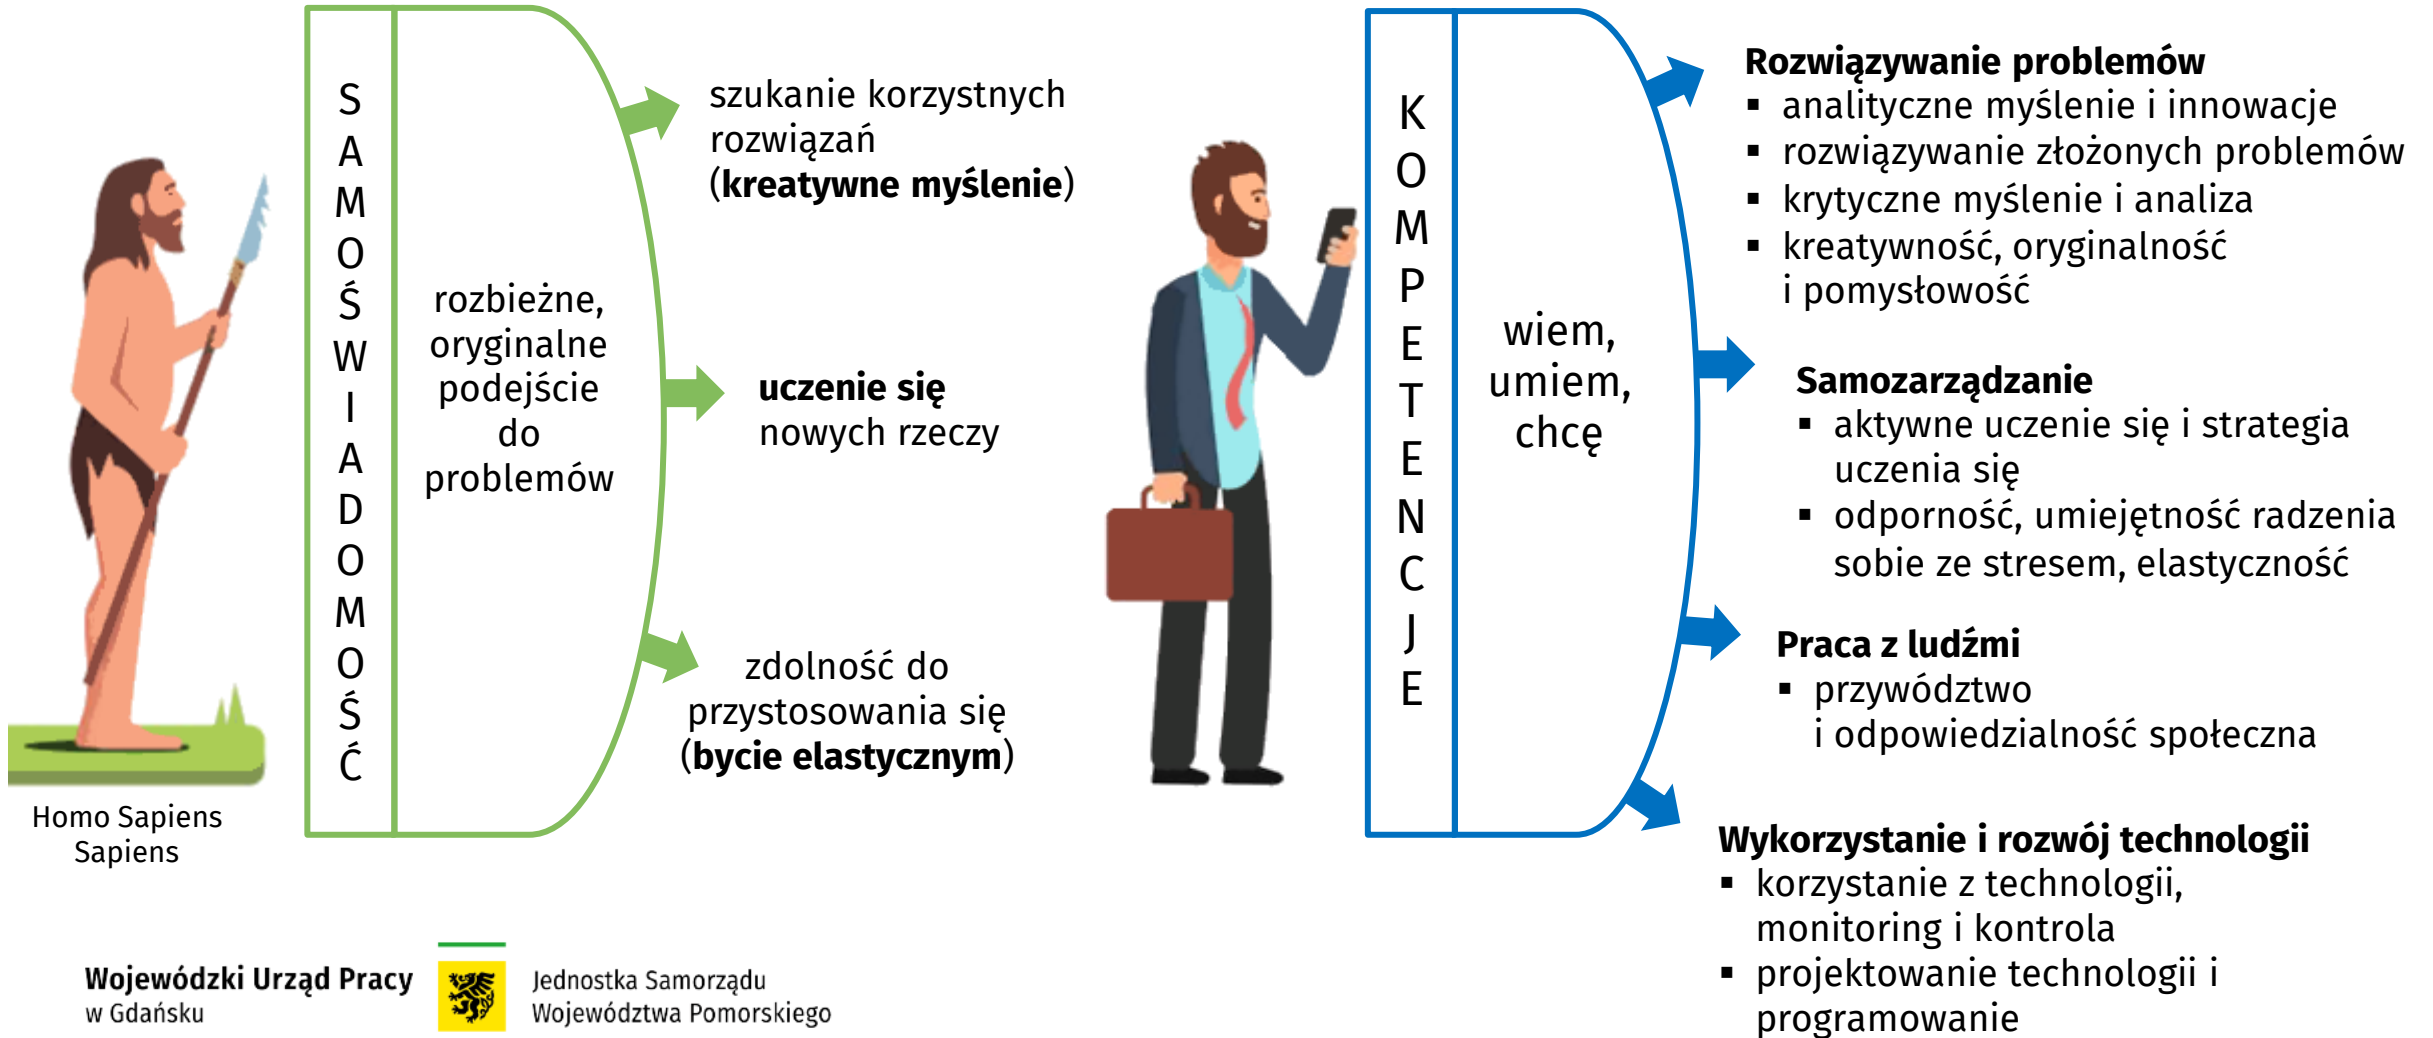 SAMOŚWIADOMOŚĆ
rozbieżne,
oryginalne
podejście
do
problemów
szukanie korzystnych
rozwiązań
(kreatywne myślenie)
uczenie się
nowych rzeczy
zdolność do
przystosowania się
(bycie elastycznym)
Homo Sapiens
Sapiens
KOMPETENCJE
wiem,
umiem,
chcę
Rozwiązywanie problemów
▪ analityczne myślenie i innowacje
▪ rozwiązywanie złożonych problemów
▪ krytyczne myślenie i analiza
▪ kreatywność, oryginalność
i pomysłowość
Samozarządzanie
▪ aktywne uczenie się i strategia
uczenia się
▪ odporność, umiejętność radzenia
sobie ze stresem, elastyczność
Praca z ludźmi
▪ przywództwo
i odpowiedzialność społeczna
Wykorzystanie i rozwój technologii
▪ korzystanie z technologii,
monitoring i kontrola
▪ projektowanie technologii i
programowanie
Wojewódzki Urząd Pracy
w Gdańsku
Jednostka Samorządu
Województwa Pomorskiego